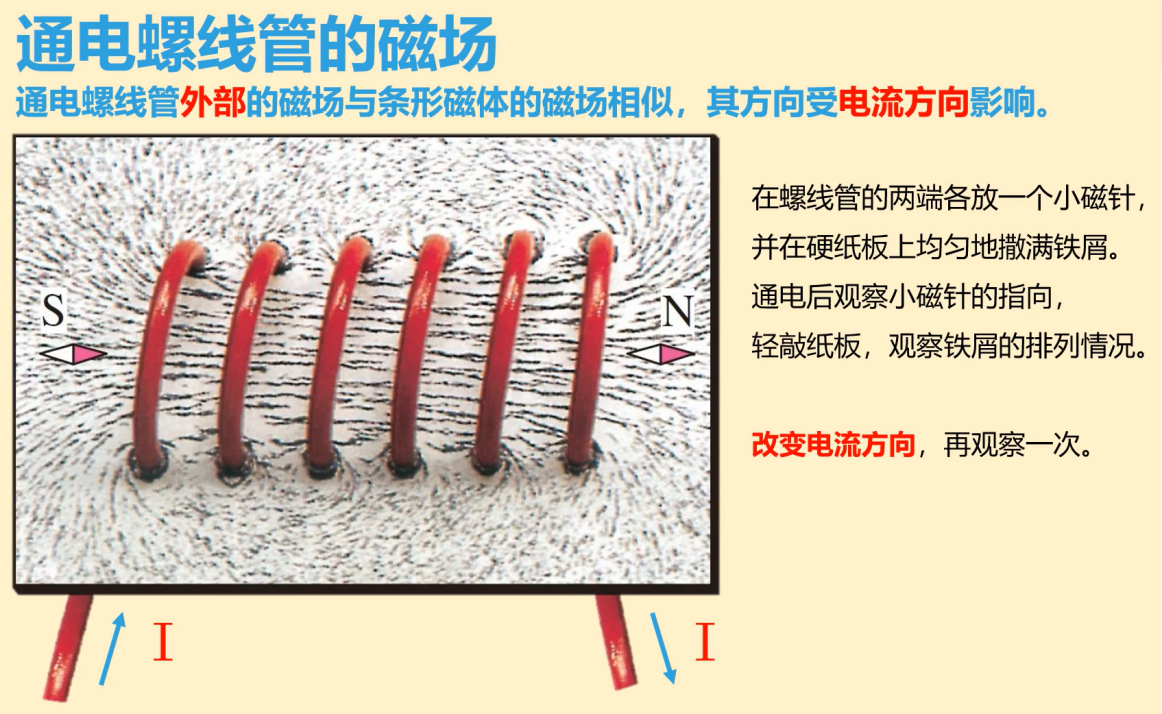 通电螺线管的磁场
通电螺线管外部的磁场与条形磁体的磁场相似，其方向受电流方向影响。
在螺线管的两端各放一个小磁针，
并在硬纸板上均匀地撒满铁屑。
通电后观察小磁针的指向，
轻敲纸板，观察铁屑的排列情况。
改变电流方向，再观察一次。
S
N
I
I